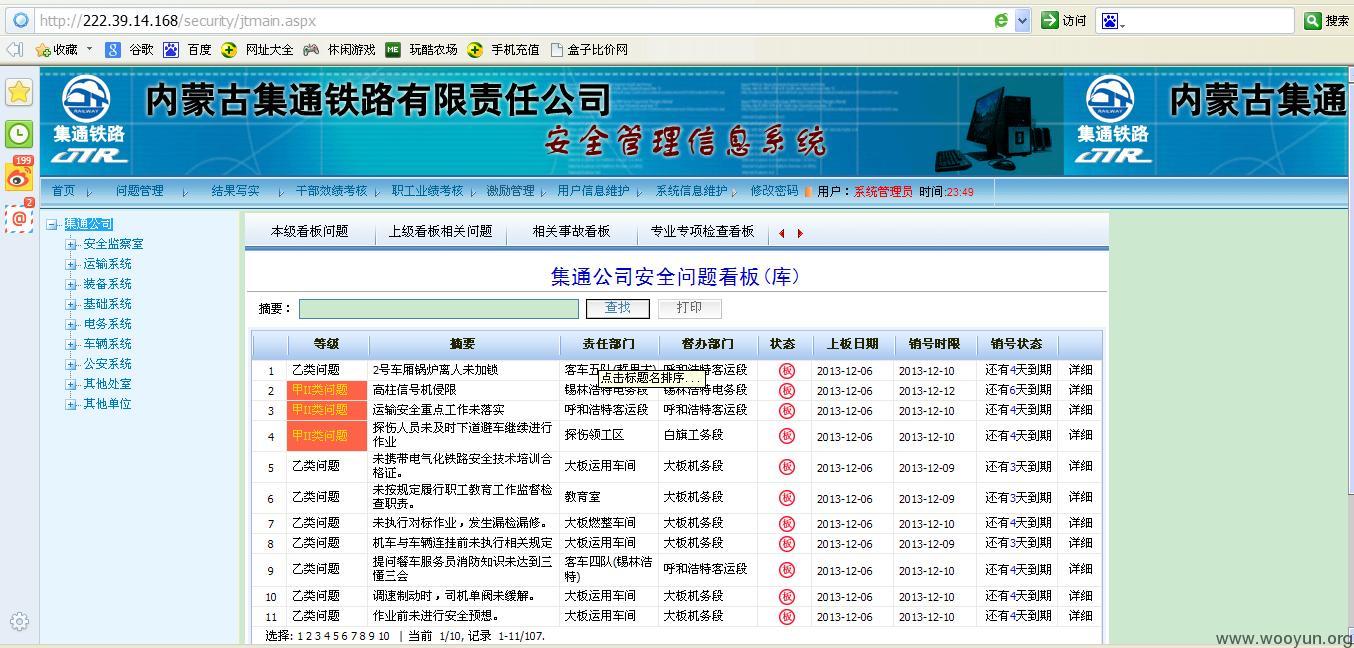 http://222.39.14.168/security/jtmain.aspx 访问 搜索
收藏 谷歌 百度 网址大全 休闲游戏 ME 玩酷农场 手机充值 盒子比价网
内蒙古集通铁路有限责任公司 内蒙古集通
安全管理信息系统
RAILWAY 集通铁路 JTR
RAILWAY 集通铁路 JTR
199
2
首页 问题管理 结果写实 干部效绩考核 职工业绩考核 激励管理 用户信息维护 系统信息维护 修改密码 用户：系统管理员 时间:23:49
集通公司
安全监察室
运输系统
装备系统
基础系统
电务系统
车辆系统
公安系统
其他处室
其他单位
本级看板问题 上级看板相关问题 相关事故看板 专业专项检查看板
集通公司安全问题看板(库)
摘要： 查找 打印
等级 摘要 责任部门 督办部门 状态 上板日期 销号时限 销号状态
1 乙类问题 2号车厢锅炉离人未加锁 客车五队( 呼和浩特客运段 板 2013-12-06 2013-12-10 还有4天到期 详细
点击标题名排序...
2 甲II类问题 高柱信号机侵限 锡林浩特电务段 锡林浩特电务段 板 2013-12-06 2013-12-12 还有6天到期 详细
3 甲II类问题 运输安全重点工作未落实 呼和浩特客运段 呼和浩特客运段 板 2013-12-06 2013-12-10 还有4天到期 详细
4 甲II类问题 探伤人员未及时下道避车继续进行作业 探伤领工区 白旗工务段 板 2013-12-06 2013-12-10 还有4天到期 详细
5 乙类问题 未携带电气化铁路安全技术培训合格证。 大板运用车间 大板机务段 板 2013-12-06 2013-12-09 还有3天到期 详细
6 乙类问题 未按规定履行职工教育工作监督检查职责。 教育室 大板机务段 板 2013-12-06 2013-12-09 还有3天到期 详细
7 乙类问题 未执行对标作业，发生漏检漏修。 大板燃整车间 大板机务段 板 2013-12-06 2013-12-10 还有4天到期 详细
8 乙类问题 机车与车辆连挂前未执行相关规定 大板运用车间 大板机务段 板 2013-12-06 2013-12-09 还有3天到期 详细
9 乙类问题 提问餐车服务员消防知识未达到三懂三会 客车四队(锡林浩特) 呼和浩特客运段 板 2013-12-06 2013-12-10 还有4天到期 详细
10 乙类问题 调速制动时，司机单阀未缓解。 大板运用车间 大板机务段 板 2013-12-06 2013-12-10 还有4天到期 详细
11 乙类问题 作业前未进行安全预想。 大板运用车间 大板机务段 板 2013-12-06 2013-12-10 还有4天到期 详细
选择: 1 2 3 4 5 6 7 8 9 10 | 当前 1/10, 记录 1-11/107.
www.wooyun.org